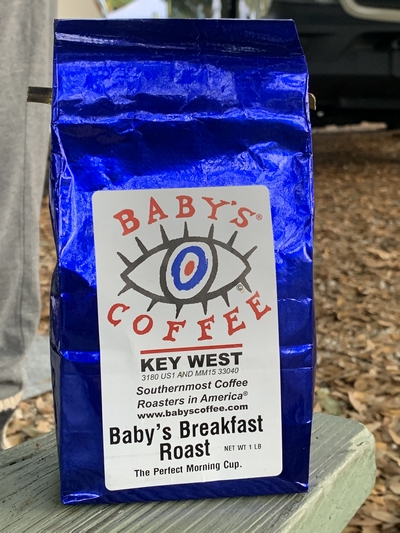 BABY'S®
©
COFFEE
KEY WEST
3180 US1 AND MM15 33040
Southernmost Coffee
Roasters in America®
www.babyscoffee.com
Baby's Breakfast
Roast NET WT 1 LB
The Perfect Morning Cup.